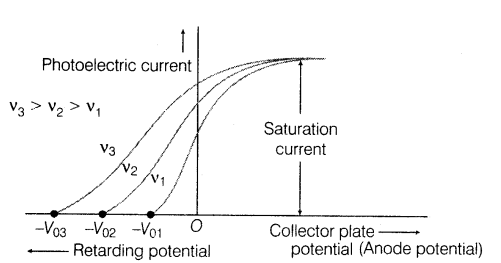 Photoelectric current
ν₃ > ν₂ > ν₁
Saturation
current
ν₃
ν₂
ν₁
−V₀₃ −V₀₂ −V₀₁ O
Collector plate
potential (Anode potential)
Retarding potential